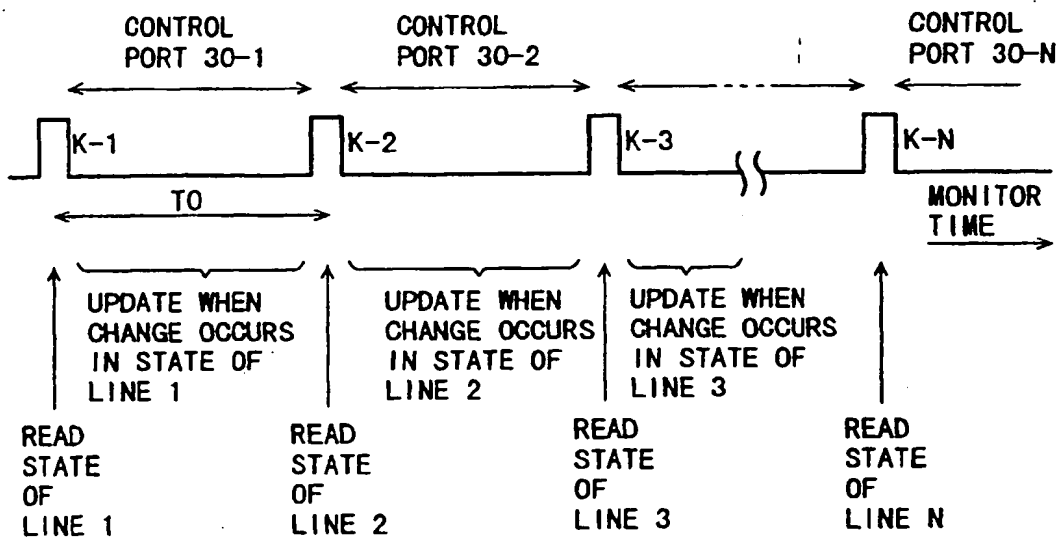 CONTROL
PORT 30-1
CONTROL
PORT 30-2
CONTROL
PORT 30-N
K-1
K-2
K-3
K-N
TO
MONITOR
TIME
UPDATE WHEN
CHANGE OCCURS
IN STATE OF
LINE 1
UPDATE WHEN
CHANGE OCCURS
IN STATE OF
LINE 2
UPDATE WHEN
CHANGE OCCURS
IN STATE OF
LINE 3
READ
STATE
OF
LINE 1
READ
STATE
OF
LINE 2
READ
STATE
OF
LINE 3
READ
STATE
OF
LINE N